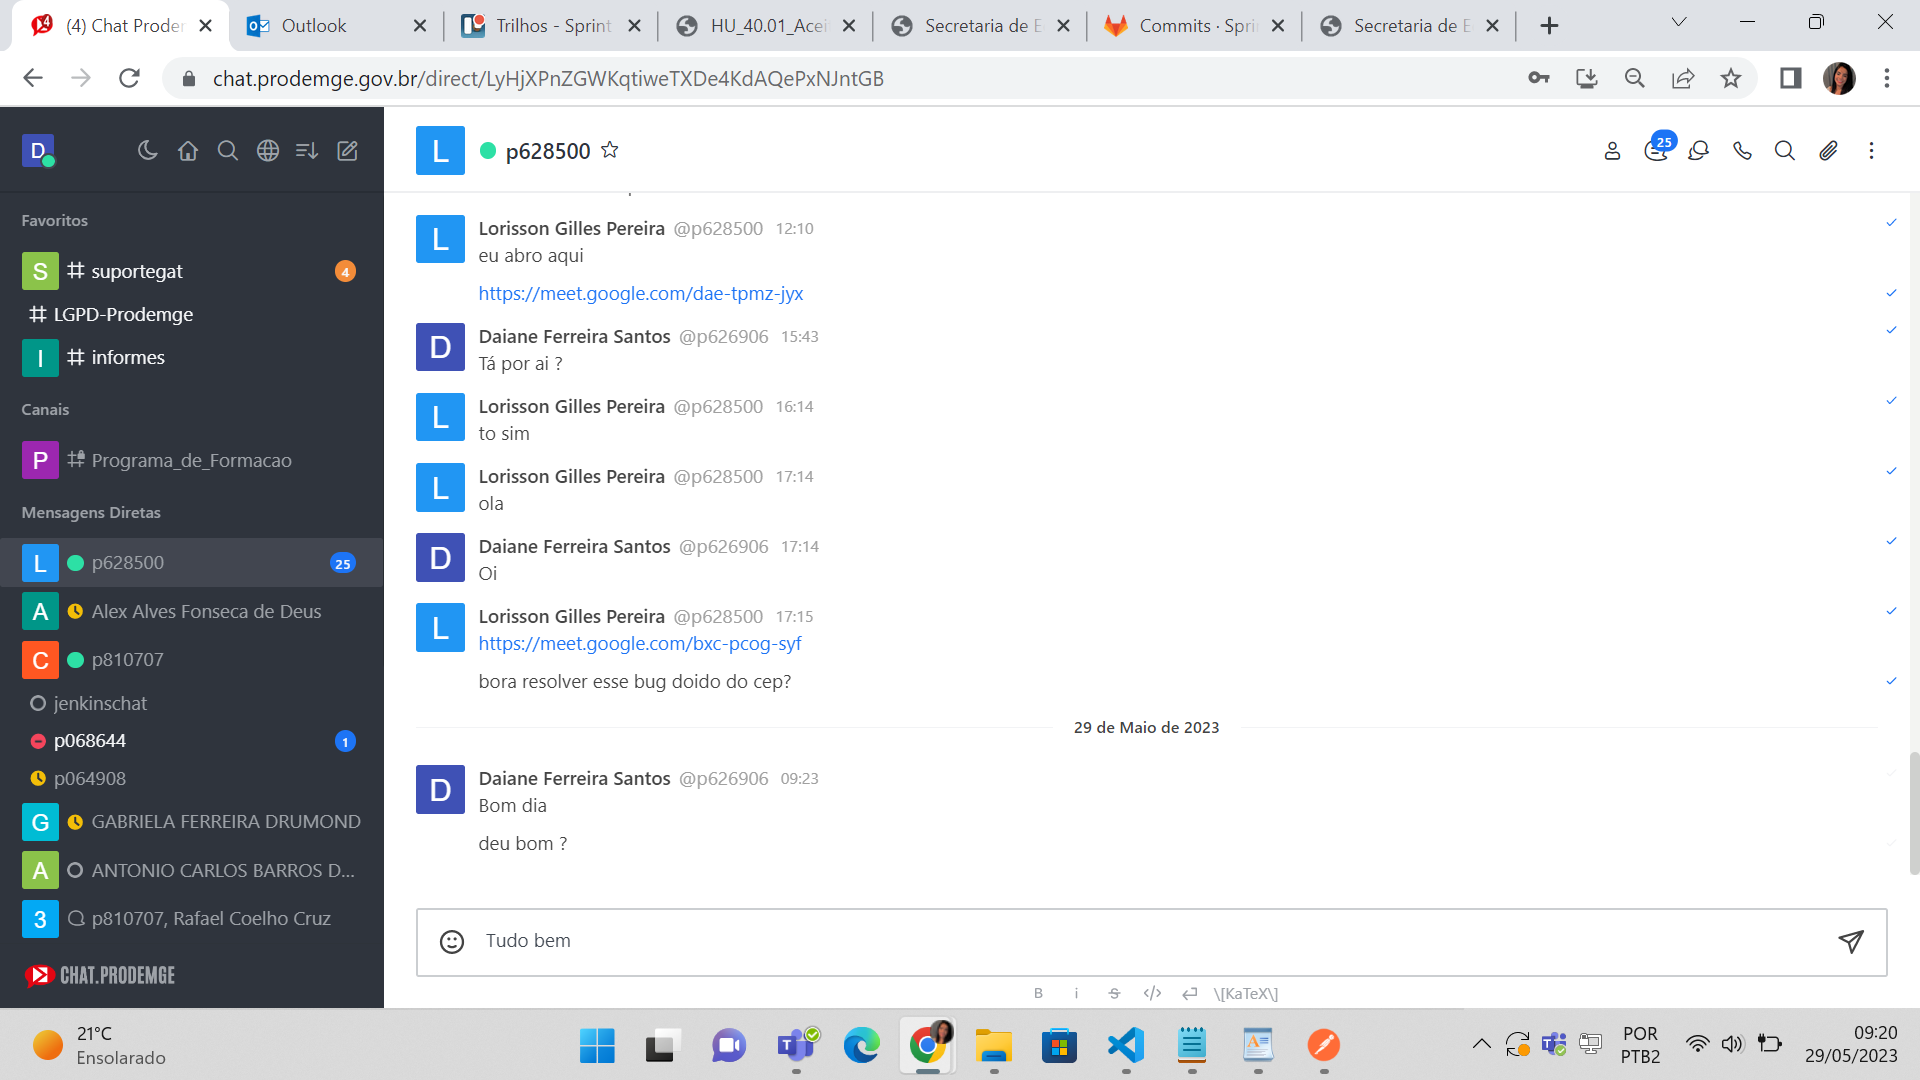 (4) Chat Proder
Outlook
Trilhos - Sprint
HU_40.01_Acei
Secretaria de E
Commits · Spri
Secretaria de E
chat.prodemge.gov.br/direct/LyHjXPnZGWKqtiweTXDe4KdAQePxNJntGB
D
Favoritos
S # suportegat 4
# LGPD-Prodemge
I # informes
Canais
P # Programa_de_Formacao
Mensagens Diretas
L p628500 25
A Alex Alves Fonseca de Deus
C p810707
jenkinschat
p068644 1
p064908
G GABRIELA FERREIRA DRUMOND
A ANTONIO CARLOS BARROS D...
3 p810707, Rafael Coelho Cruz
CHAT.PRODEMGE
L p628500
25
L Lorisson Gilles Pereira @p628500 12:10
eu abro aqui
https://meet.google.com/dae-tpmz-jyx
D Daiane Ferreira Santos @p626906 15:43
Tá por ai ?
L Lorisson Gilles Pereira @p628500 16:14
to sim
L Lorisson Gilles Pereira @p628500 17:14
ola
D Daiane Ferreira Santos @p626906 17:14
Oi
L Lorisson Gilles Pereira @p628500 17:15
https://meet.google.com/bxc-pcog-syf
bora resolver esse bug doido do cep?
29 de Maio de 2023
D Daiane Ferreira Santos @p626906 09:23
Bom dia
deu bom ?
Tudo bem
B i S </> \[KaTeX\]
21°C
Ensolarado
POR
PTB2
09:20
29/05/2023